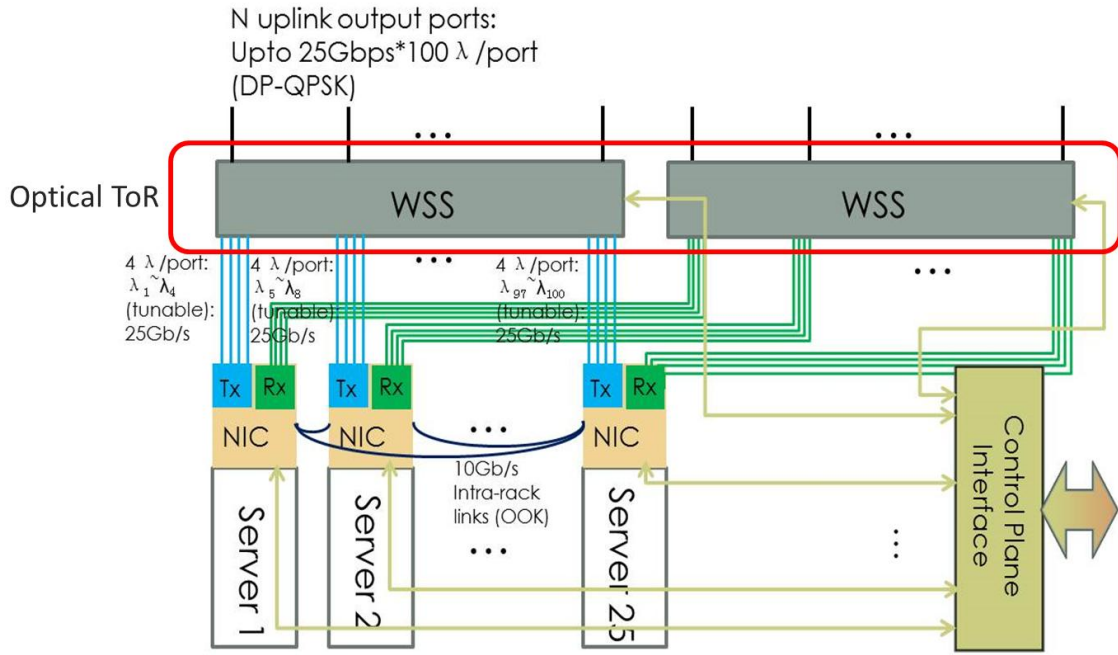 N uplink output ports:
Upto 25Gbps*100 λ/port
(DP-QPSK)
...
...
Optical ToR
WSS
WSS
4 λ/port:
λ1~λ4
(tunable):
25Gb/s
4 λ/port:
λ5~λ8
(tunable):
25Gb/s
...
4 λ/port:
λ97~λ100
(tunable):
25Gb/s
...
Tx
Rx
Tx
Rx
Tx
Rx
NIC
NIC
...
NIC
10Gb/s
Intra-rack
links (OOK)
...
Server 1
Server 2
Server 25
...
Control Plane
Interface